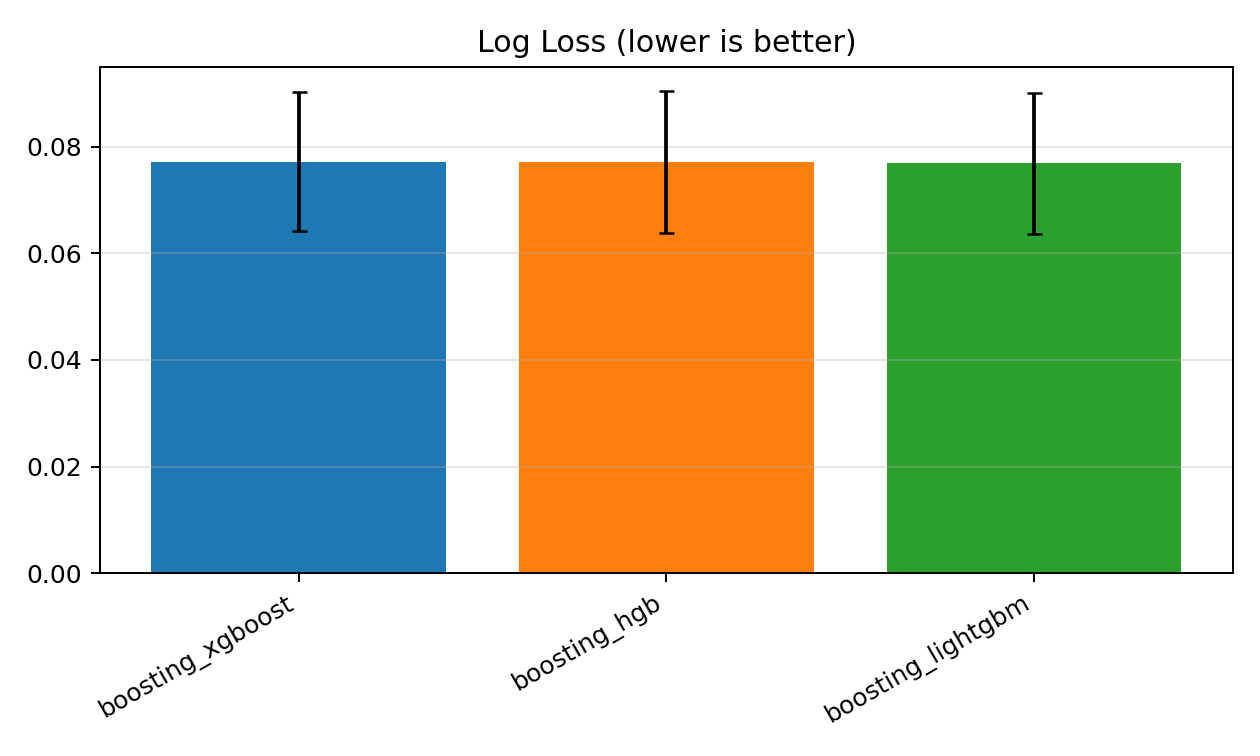 Log Loss (lower is better)
0.08
0.06
0.04
0.02
0.00
boosting_xgboost
boosting_hgb
boosting_lightgbm